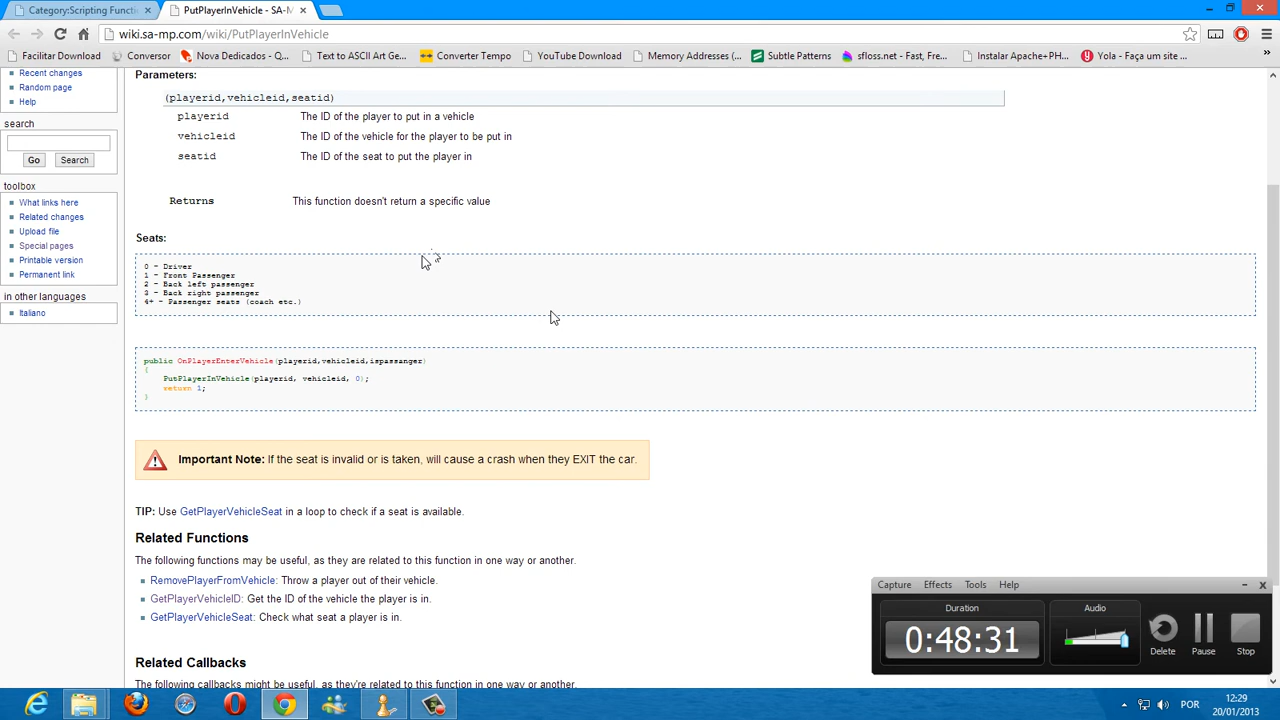 Category:Scripting Functi
PutPlayerInVehicle - SA-M
wiki.sa-mp.com/wiki/PutPlayerInVehicle
Facilitar Download
Conversor
Nova Dedicados - Q...
Text to ASCII Art Ge...
Converter Tempo
YouTube Download
Memory Addresses (...
Subtle Patterns
sfloss.net - Fast, Fre...
Instalar Apache+PH...
Yola - Faça um site ...
Recent changes
Random page
Help
search
Go
Search
toolbox
What links here
Related changes
Upload file
Special pages
Printable version
Permanent link
in other languages
Italiano
Parameters:
(playerid,vehicleid,seatid)
playerid The ID of the player to put in a vehicle
vehicleid The ID of the vehicle for the player to be put in
seatid The ID of the seat to put the player in
Returns This function doesn't return a specific value
Seats:
0 - Driver
1 - Front Passenger
2 - Back left passenger
3 - Back right passenger
4+ - Passenger seats (coach etc.)
public OnPlayerEnterVehicle(playerid,vehicleid,ispassanger)
{
PutPlayerInVehicle(playerid, vehicleid, 0);
return 1;
}
Important Note: If the seat is invalid or is taken, will cause a crash when they EXIT the car.
TIP: Use GetPlayerVehicleSeat in a loop to check if a seat is available.
Related Functions
The following functions may be useful, as they are related to this function in one way or another.
RemovePlayerFromVehicle: Throw a player out of their vehicle.
GetPlayerVehicleID: Get the ID of the vehicle the player is in.
GetPlayerVehicleSeat: Check what seat a player is in.
Related Callbacks
The following callbacks might be useful, as they're related to this function in one way or another.
Capture Effects Tools Help
Duration
0:48:31
Audio
Delete
Pause
Stop
POR
12:29
20/01/2013